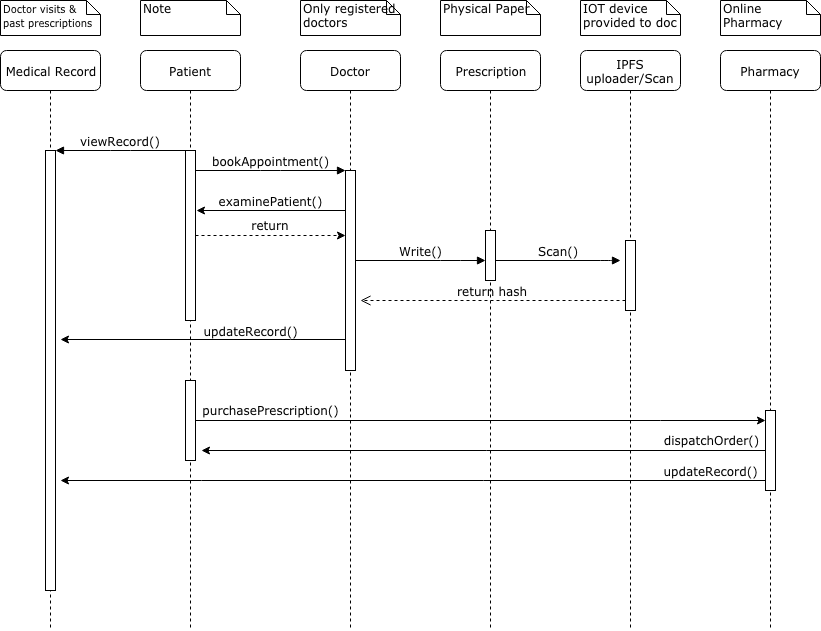 Doctor visits &
past prescriptions
Note
Only registered
doctors
Physical Paper
IOT device
provided to doc
Online
Pharmacy
Medical Record
Patient
Doctor
Prescription
IPFS
uploader/Scan
Pharmacy
viewRecord()
bookAppointment()
examinePatient()
return
Write()
Scan()
return hash
updateRecord()
purchasePrescription()
dispatchOrder()
updateRecord()